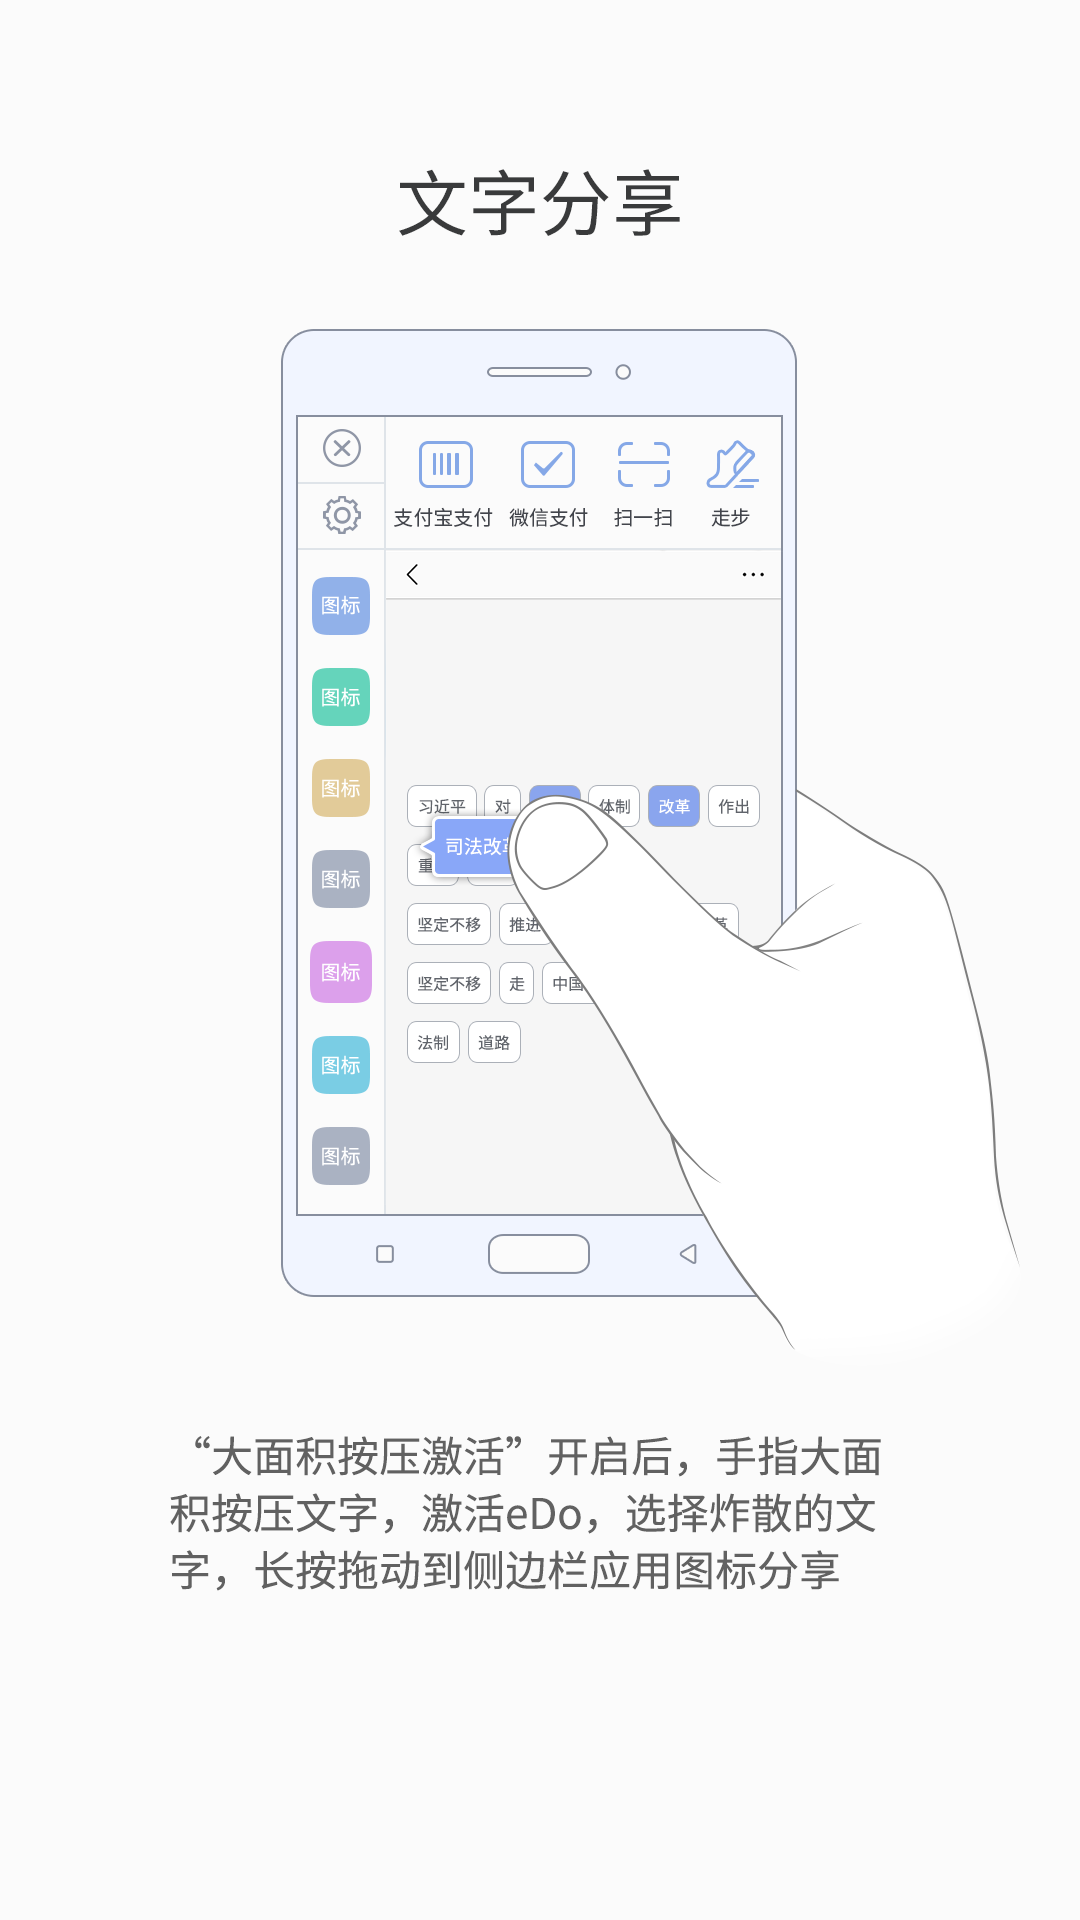 文字分享
支付宝支付 微信支付 扫一扫 走步
图标
图标
图标
图标
图标
图标
图标
习近平 对 体制 改革 作出
司法改
重
坚定不移 推进 革
坚定不移 走 中国
法制 道路
“大面积按压激活”开启后，手指大面
积按压文字，激活eDo，选择炸散的文
字，长按拖动到侧边栏应用图标分享